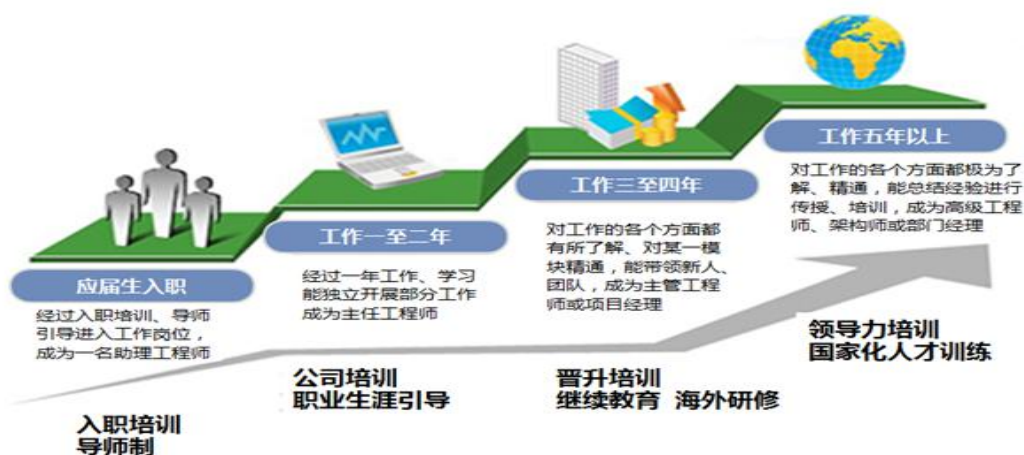 应届生入职
经过入职培训、导师
引导进入工作岗位，
成为一名助理工程师
入职培训
导师制
工作一至二年
经过一年工作、学习
能独立开展部分工作
成为主任工程师
公司培训
职业生涯引导
工作三至四年
对工作的各个方面都
有所了解、对某一模
块精通，能带领新人、
团队，成为主管工程
师或项目经理
晋升培训
继续教育 海外研修
工作五年以上
对工作的各个方面都极为了
解、精通，能总结经验进行
传授、培训，成为高级工程
师、架构师或部门经理
领导力培训
国家化人才训练